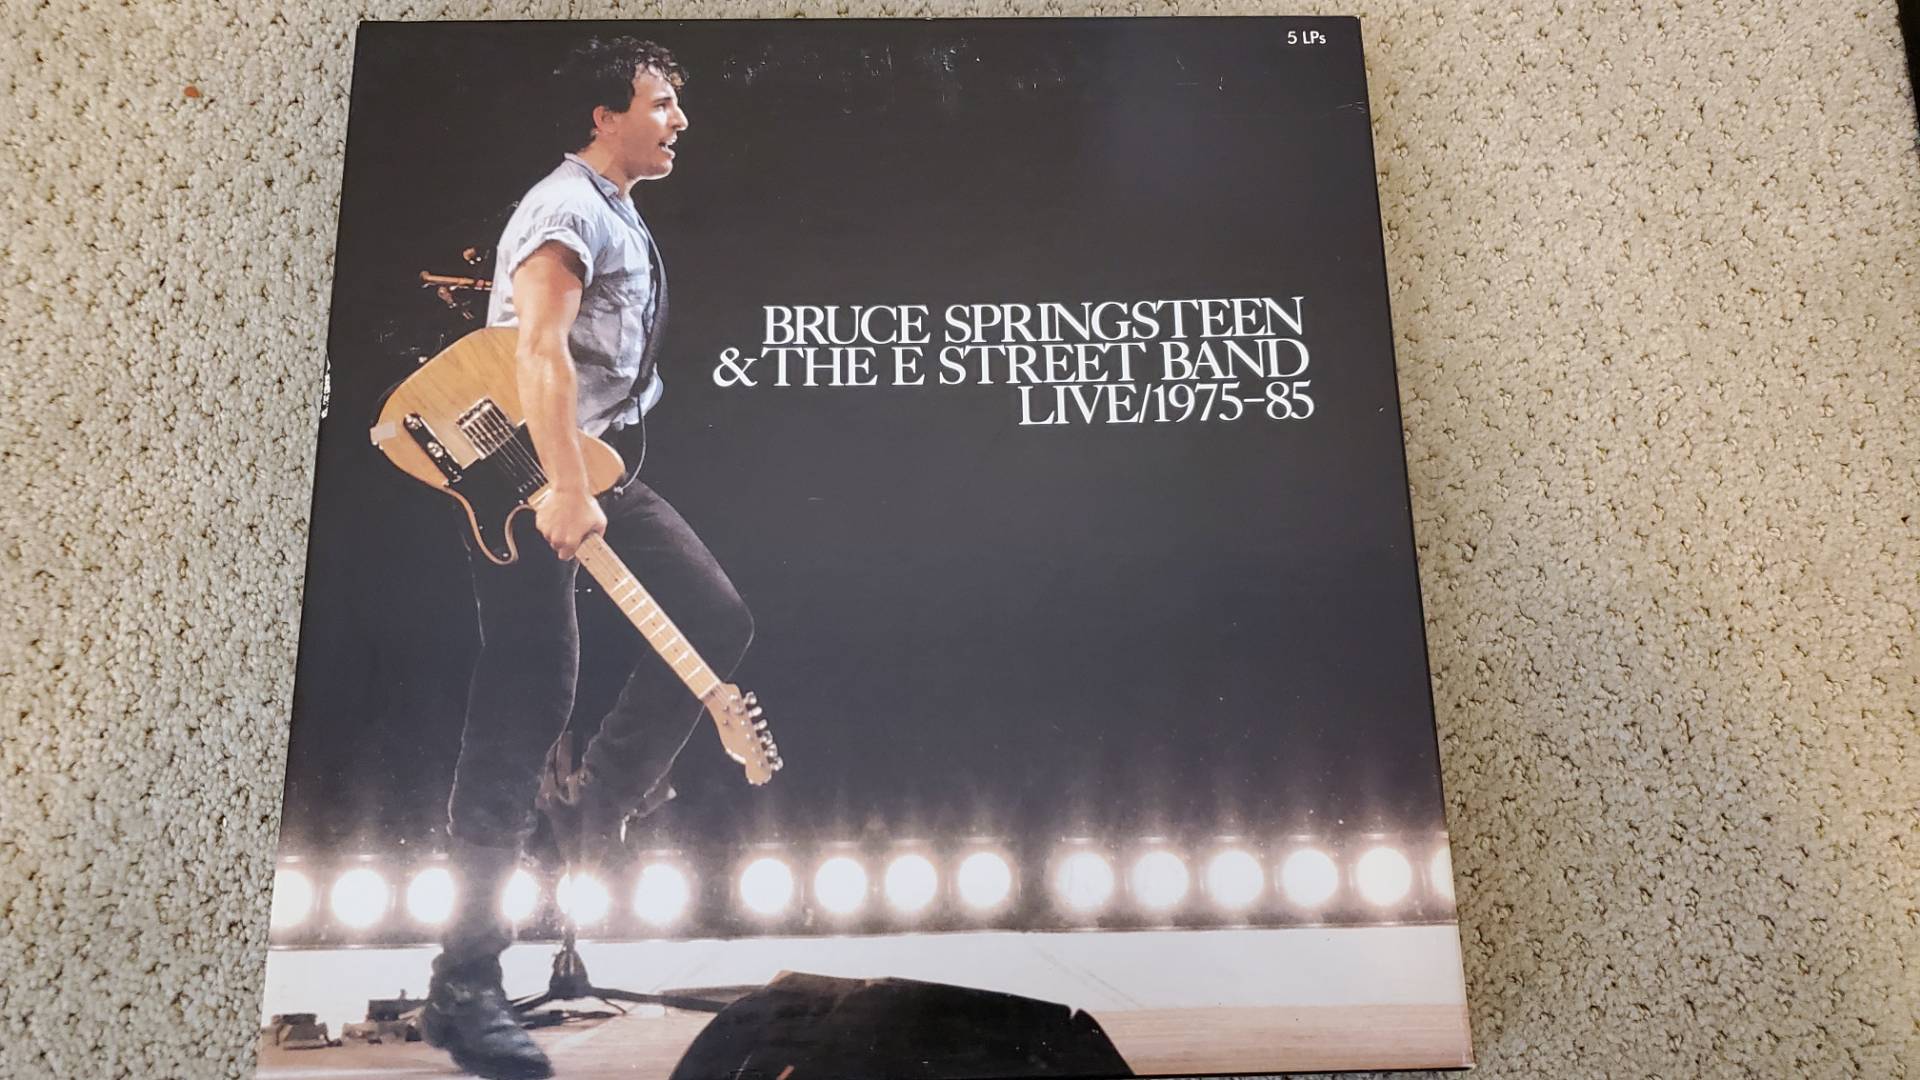 5 LPs
BRUCE SPRINGSTEEN
& THE E STREET BAND
LIVE/1975-85